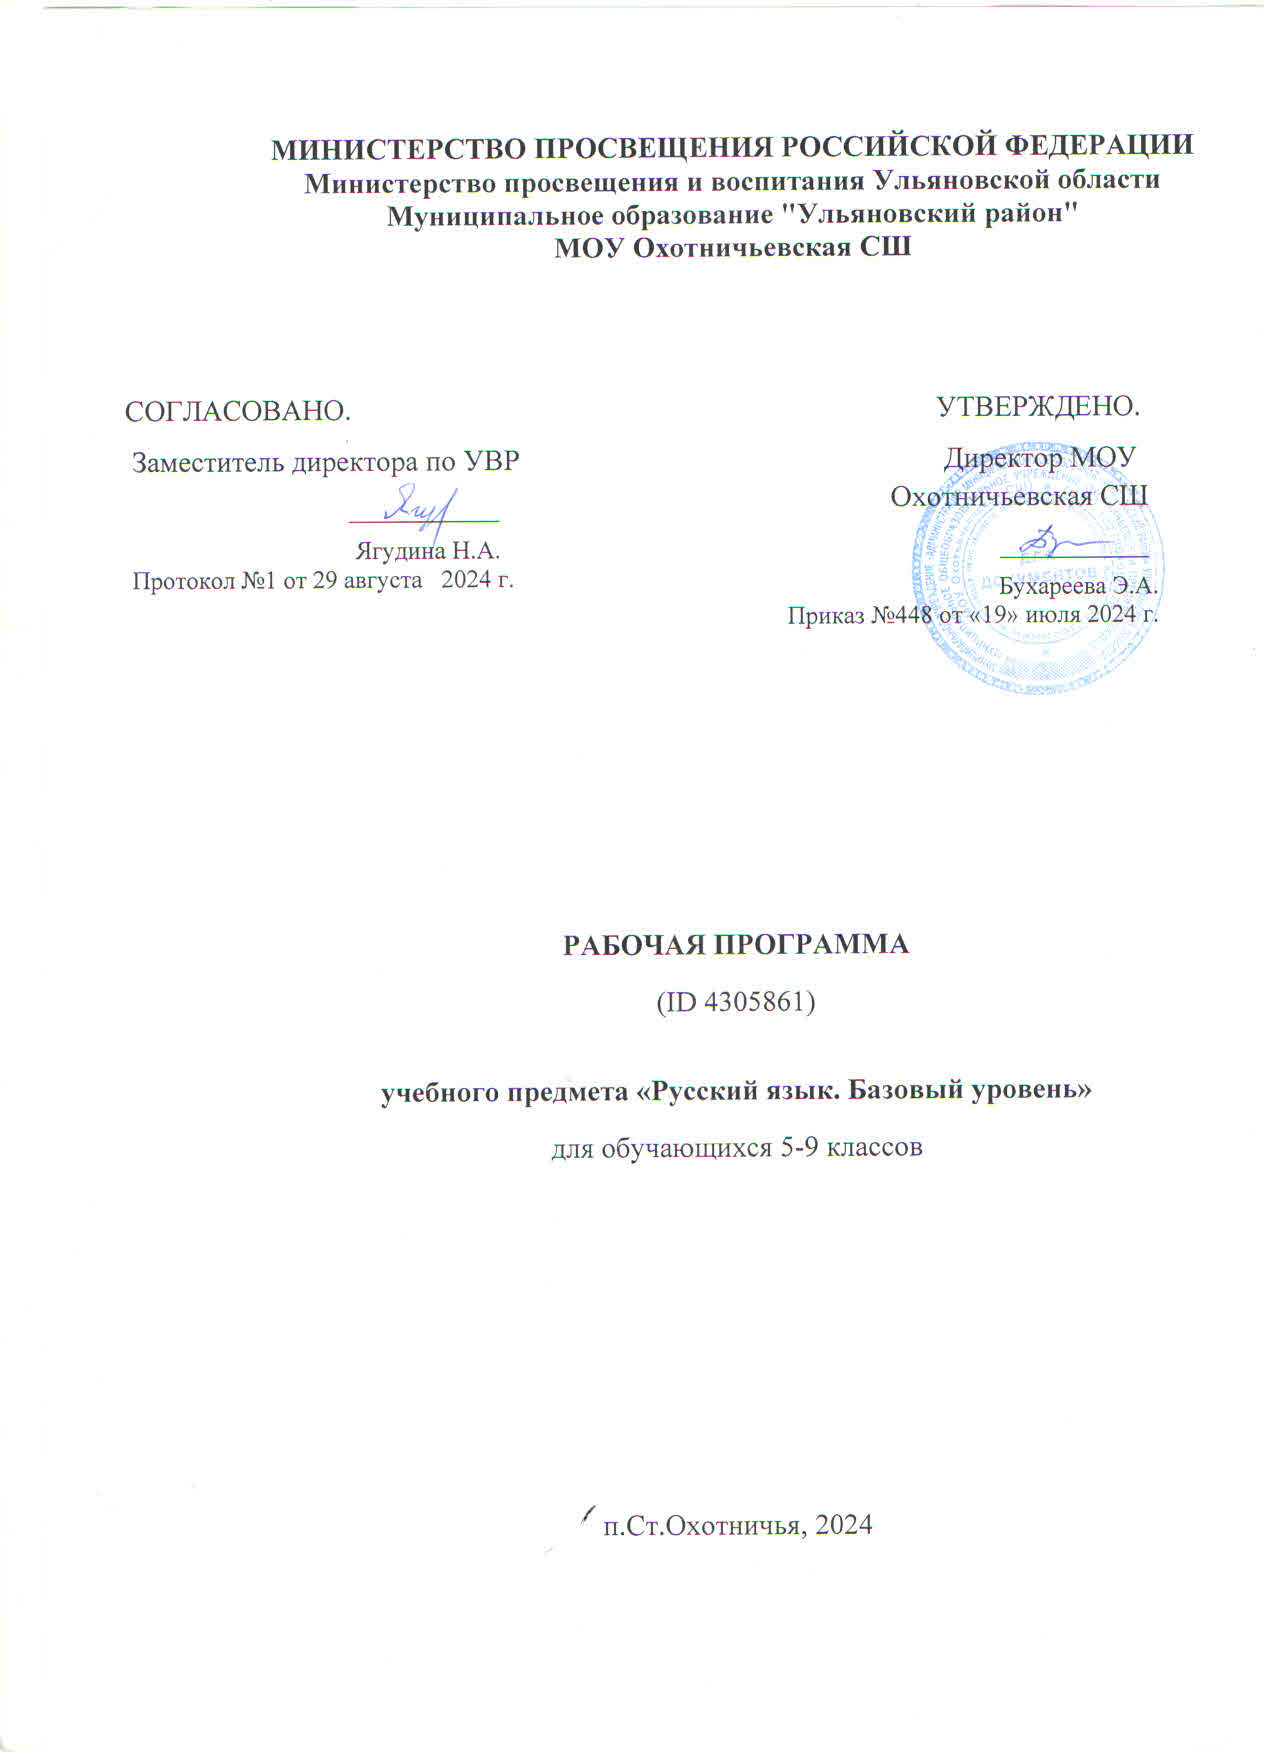 МИНИСТЕРСТВО ПРОСВЕЩЕНИЯ РОССИЙСКОЙ ФЕДЕРАЦИИ
Министерство просвещения и воспитания Ульяновской области
Муниципальное образование "Ульяновский район"
МОУ Охотничьевская СШ
СОГЛАСОВАНО.
Заместитель директора по УВР
Ягудина Н.А.
Протокол №1 от 29 августа 2024 г.
УТВЕРЖДЕНО.
Директор МОУ
Охотничьевская СШ
ДЛЯ
ДОКУМЕНТОВ
Бухареева Э.А.
Приказ №448 от «19» июля 2024 г.
РАБОЧАЯ ПРОГРАММА
(ID 4305861)
учебного предмета «Русский язык. Базовый уровень»
для обучающихся 5-9 классов
п.Ст.Охотничья, 2024